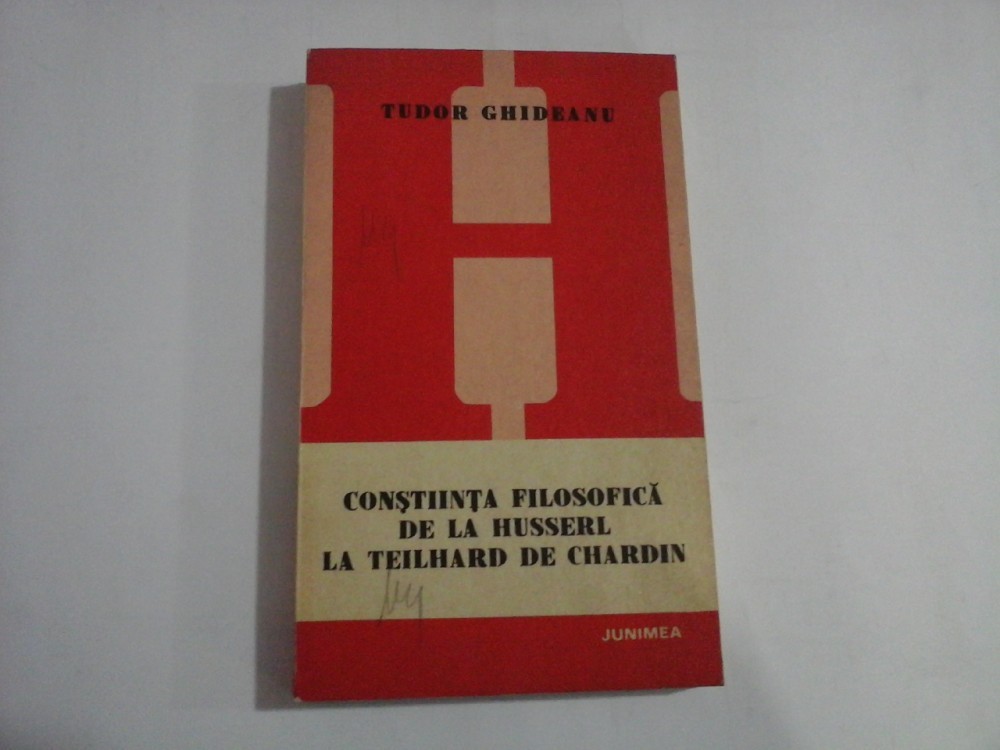 TUDOR GHIDEANU
CONŞTIINŢA FILOSOFICĂ
DE LA HUSSERL
LA TEILHARD DE CHARDIN
JUNIMEA